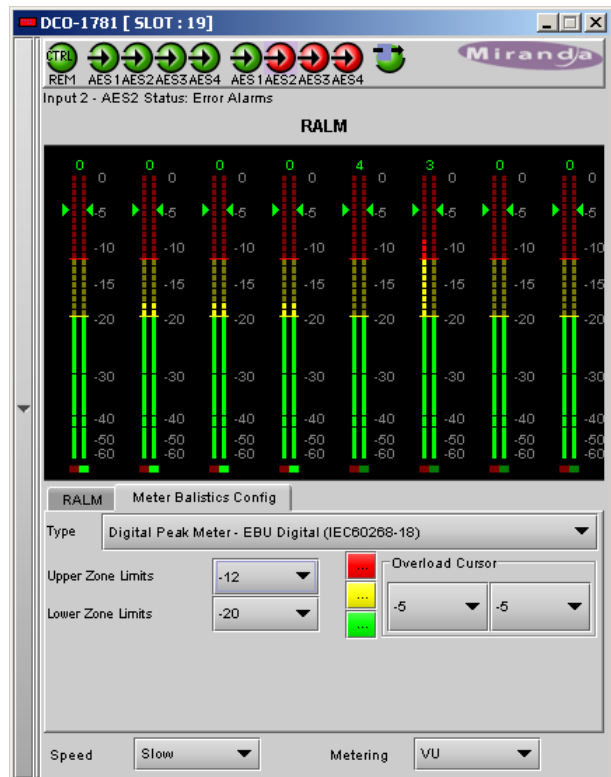 DCO-1781 [ SLOT : 19]
CTRL
REM AES1 AES2 AES3 AES4 AES1 AES2 AES3 AES4
Miranda
Input 2 - AES2 Status: Error Alarms
RALM
0 0 0 0 4 3 0 0
0 0 0 0 0 0 0 0
-5 -5 -5 -5 -5 -5 -5 -5
-10 -10 -10 -10 -10 -10 -10 -10
-15 -15 -15 -15 -15 -15 -15 -15
-20 -20 -20 -20 -20 -20 -20 -20
-30 -30 -30 -30 -30 -30 -30 -30
-40 -40 -40 -40 -40 -40 -40 -40
-50 -50 -50 -50 -50 -50 -50 -50
-60 -60 -60 -60 -60 -60 -60 -60
RALM Meter Balistics Config
Type Digital Peak Meter - EBU Digital (IEC60268-18)
Upper Zone Limits -12 ... Overload Cursor
... -5 -5
Lower Zone Limits -20 ...
Speed Slow Metering VU